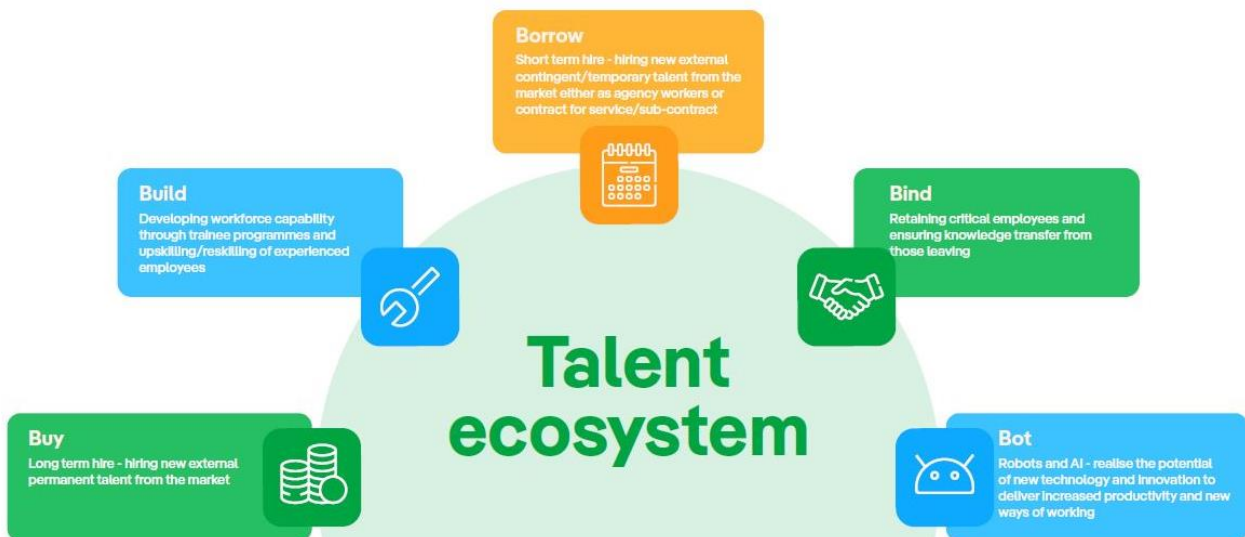 Borrow
Short term hire - hiring new external
contingent/temporary talent from the
market either as agency workers or
contract for service/sub-contract
Build
Developing workforce capability
through trainee programmes and
upskilling/reskilling of experienced
employees
Bind
Retaining critical employees and
ensuring knowledge transfer from
those leaving
Talent
ecosystem
Buy
Long term hire - hiring new external
permanent talent from the market
Bot
Robots and AI - realise the potential
of new technology and innovation to
deliver increased productivity and new
ways of working